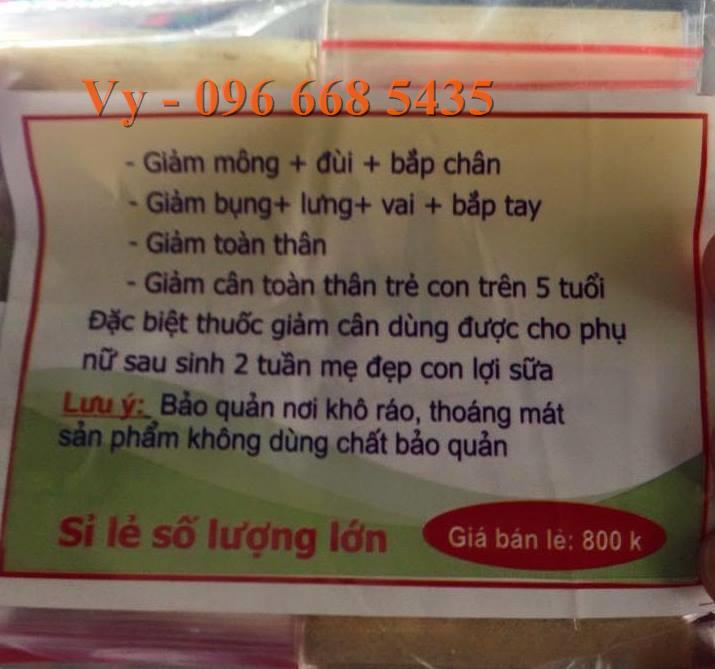 Vy - 096 668 5435
- Giảm mông + đùi + bắp chân
- Giảm bụng+ lưng+ vai + bắp tay
- Giảm toàn thân
- Giảm cân toàn thân trẻ con trên 5 tuổi
Đặc biệt thuốc giảm cân dùng được cho phụ
nữ sau sinh 2 tuần mẹ đẹp con lợi sữa
Lưu ý: Bảo quản nơi khô ráo, thoáng mát
sản phẩm không dùng chất bảo quản
Sỉ lẻ số lượng lớn
Giá bán lẻ: 800 k